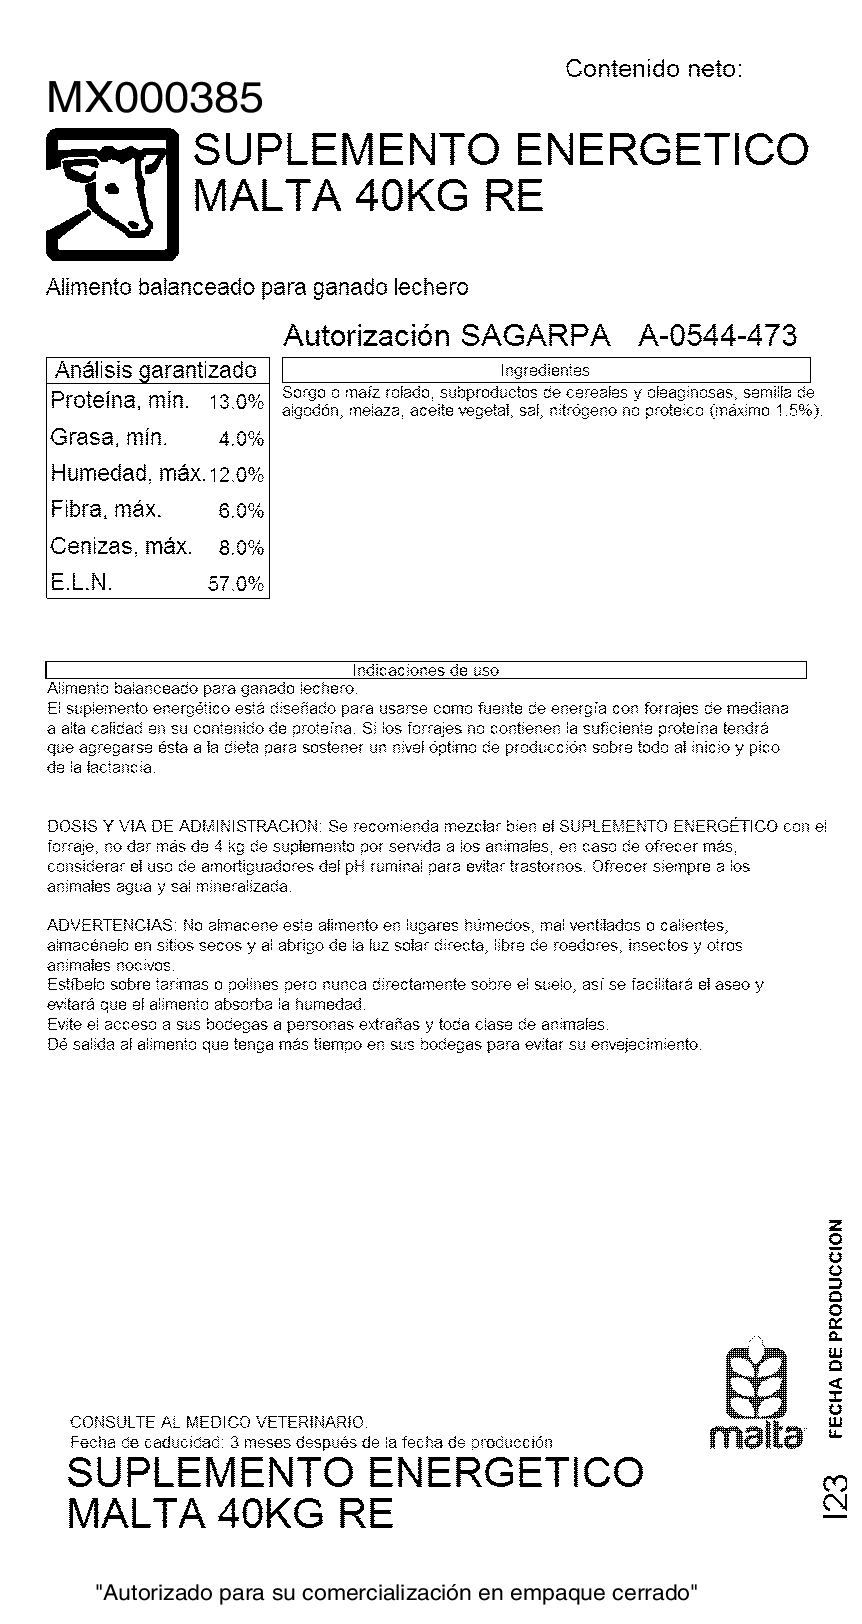 Contenido neto:
MX000385
SUPLEMENTO ENERGETICO
MALTA 40KG RE
Alimento balanceado para ganado lechero
Autorización SAGARPA A-0544-473
Análisis garantizado
Proteína, mín. 13.0%
Grasa, mín. 4.0%
Humedad, máx. 12.0%
Fibra, máx. 6.0%
Cenizas, máx. 8.0%
E.L.N. 57.0%
Ingredientes
Sorgo o maíz rolado, subproductos de cereales y oleaginosas, semilla de
algodón, melaza, aceite vegetal, sal, nitrógeno no proteico (máximo 1.5%).
Indicaciones de uso
Alimento balanceado para ganado lechero.
El suplemento energético está diseñado para usarse como fuente de energía con forrajes de mediana
a alta calidad en su contenido de proteína. Si los forrajes no contienen la suficiente proteína tendrá
que agregarse ésta a la dieta para sostener un nivel óptimo de producción sobre todo al inicio y pico
de la lactancia.
DOSIS Y VIA DE ADMINISTRACION: Se recomienda mezclar bien el SUPLEMENTO ENERGÉTICO con el
forraje, no dar más de 4 kg de suplemento por servida a los animales, en caso de ofrecer más,
considerar el uso de amortiguadores del pH ruminal para evitar trastornos. Ofrecer siempre a los
animales agua y sal mineralizada.
ADVERTENCIAS: No almacene este alimento en lugares húmedos, mal ventilados o calientes,
almacénelo en sitios secos y al abrigo de la luz solar directa, libre de roedores, insectos y otros
animales nocivos.
Estíbelo sobre tarimas o polines pero nunca directamente sobre el suelo, así se facilitará el aseo y
evitará que el alimento absorba la humedad.
Evite el acceso a sus bodegas a personas extrañas y toda clase de animales.
Dé salida al alimento que tenga más tiempo en sus bodegas para evitar su envejecimiento.
FECHA DE PRODUCCION
malta
CONSULTE AL MEDICO VETERINARIO.
Fecha de caducidad: 3 meses después de la fecha de producción
SUPLEMENTO ENERGETICO
MALTA 40KG RE
I23
"Autorizado para su comercialización en empaque cerrado"